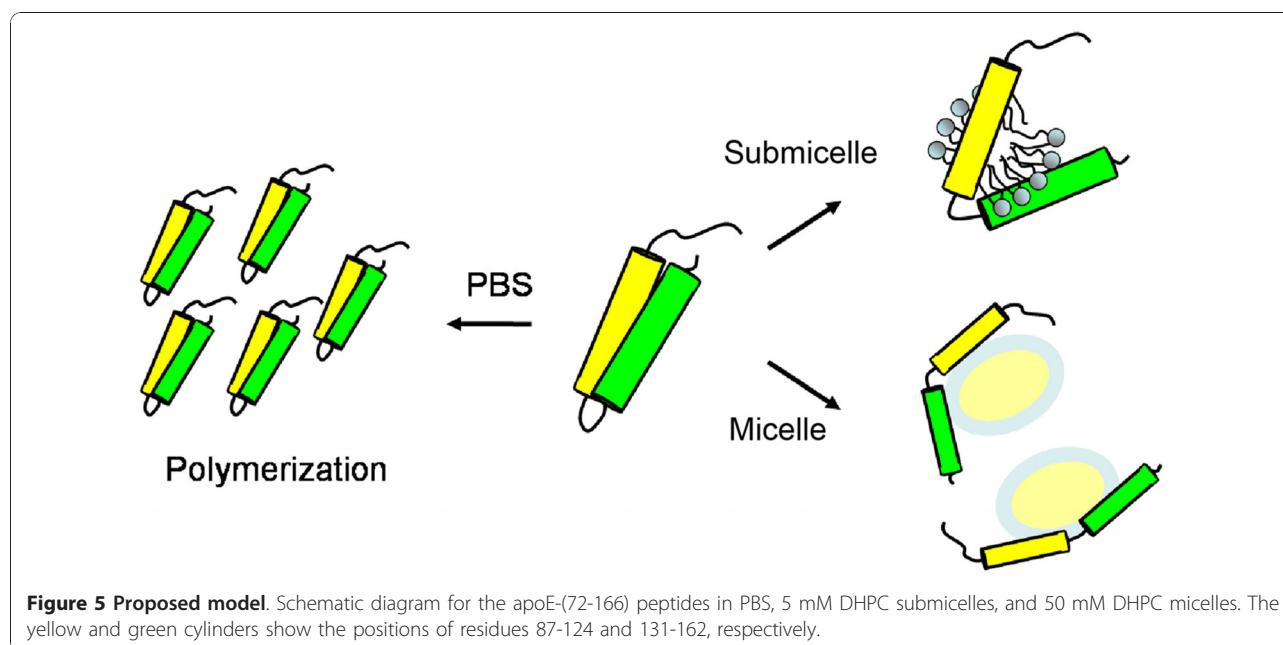 Submicelle
PBS
Micelle
Polymerization
Figure 5 Proposed model. Schematic diagram for the apoE-(72-166) peptides in PBS, 5 mM DHPC submicelles, and 50 mM DHPC micelles. The
yellow and green cylinders show the positions of residues 87-124 and 131-162, respectively.